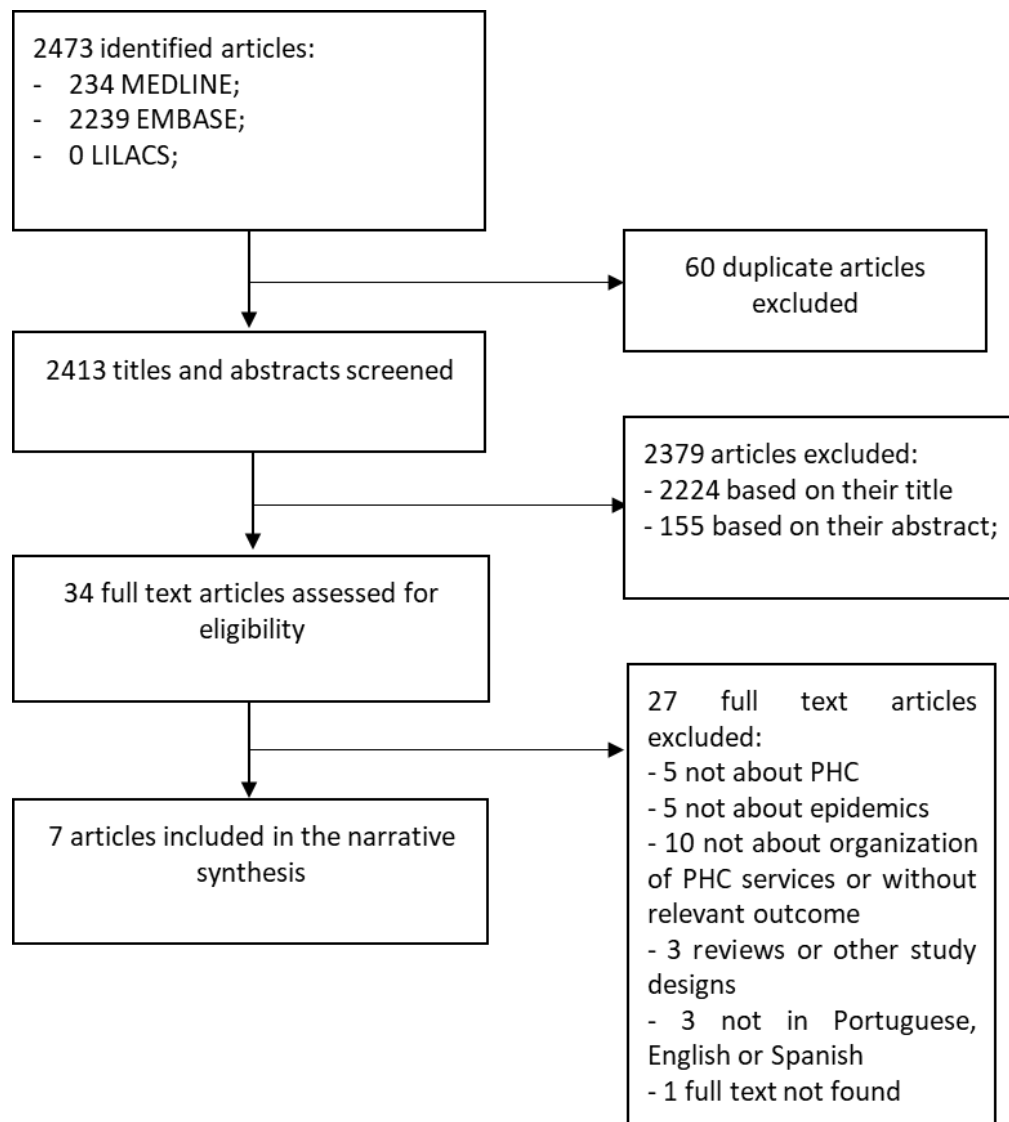 2473 identified articles:
- 234 MEDLINE;
- 2239 EMBASE;
- 0 LILACS;
60 duplicate articles
excluded
2413 titles and abstracts screened
2379 articles excluded:
- 2224 based on their title
- 155 based on their abstract;
34 full text articles assessed for
eligibility
27 full text articles
excluded:
- 5 not about PHC
- 5 not about epidemics
- 10 not about organization
of PHC services or without
relevant outcome
- 3 reviews or other study
designs
- 3 not in Portuguese,
English or Spanish
- 1 full text not found
7 articles included in the narrative
synthesis